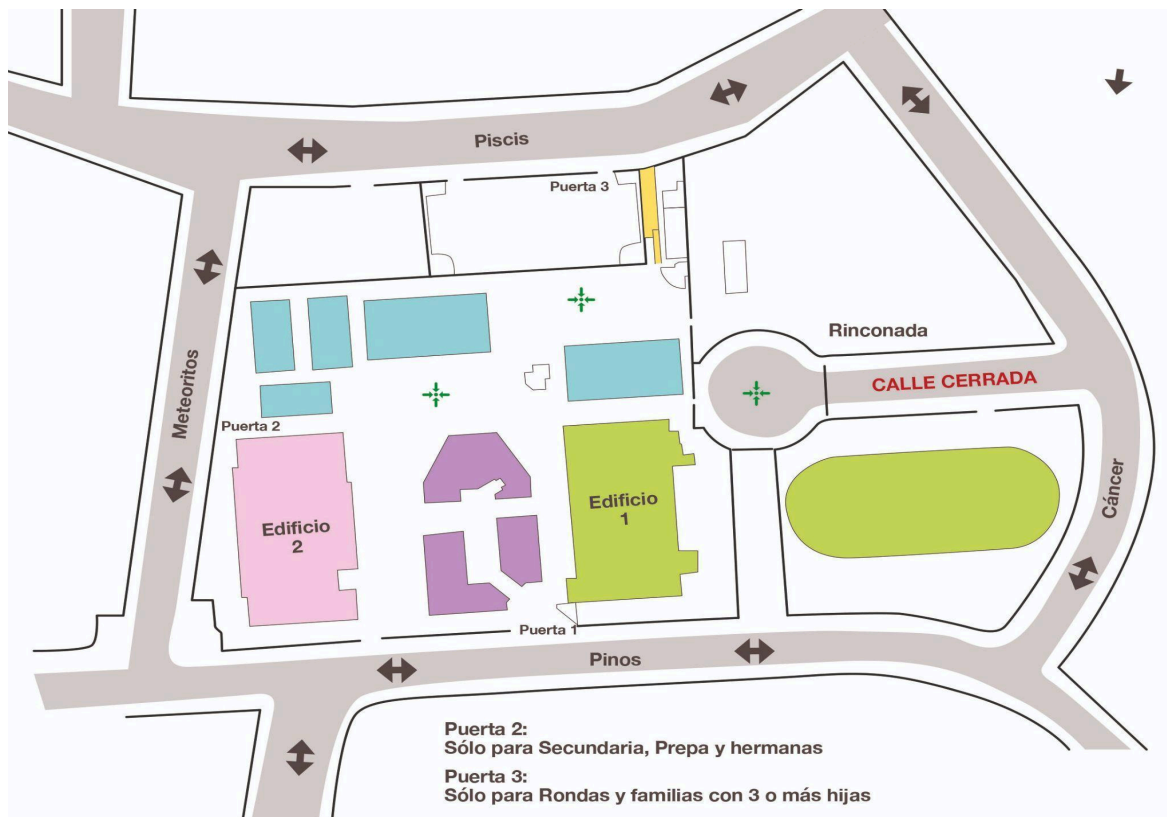 Piscis
Puerta 3
Rinconada
CALLE CERRADA
Meteoritos
Puerta 2
Edificio
2
Edificio
1
Cáncer
Puerta 1
Pinos
Puerta 2:
Sólo para Secundaria, Prepa y hermanas
Puerta 3:
Sólo para Rondas y familias con 3 o más hijas